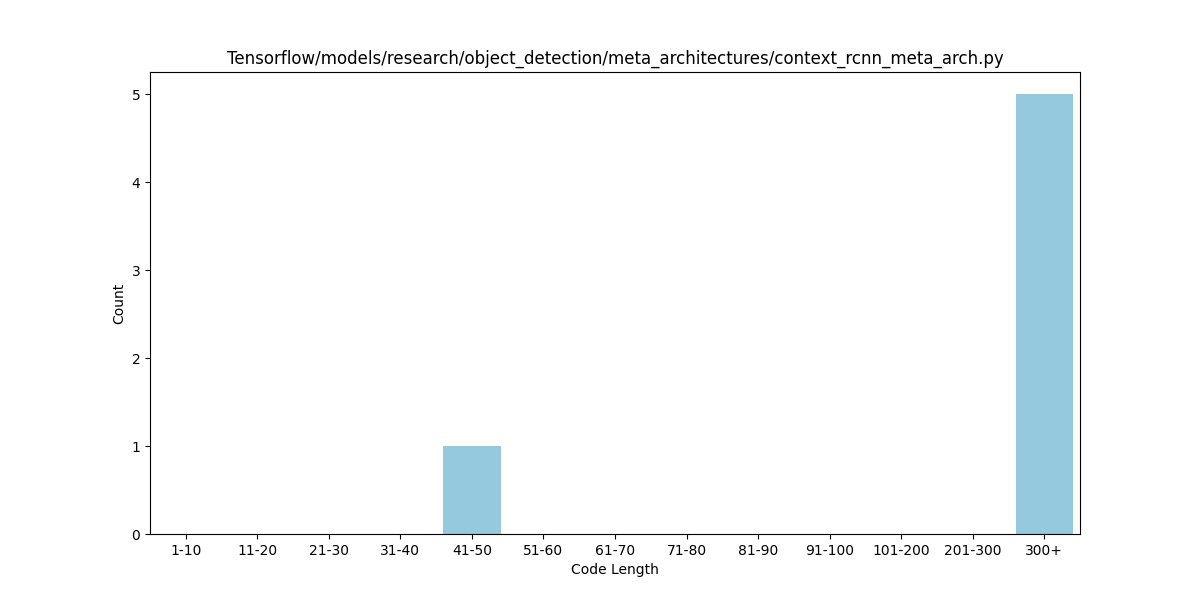 Tensorflow/models/research/object_detection/meta_architectures/context_rcnn_meta_arch.py
5
4
3
2
1
0
Count
1-10 11-20 21-30 31-40 41-50 51-60 61-70 71-80 81-90 91-100 101-200 201-300 300+
Code Length